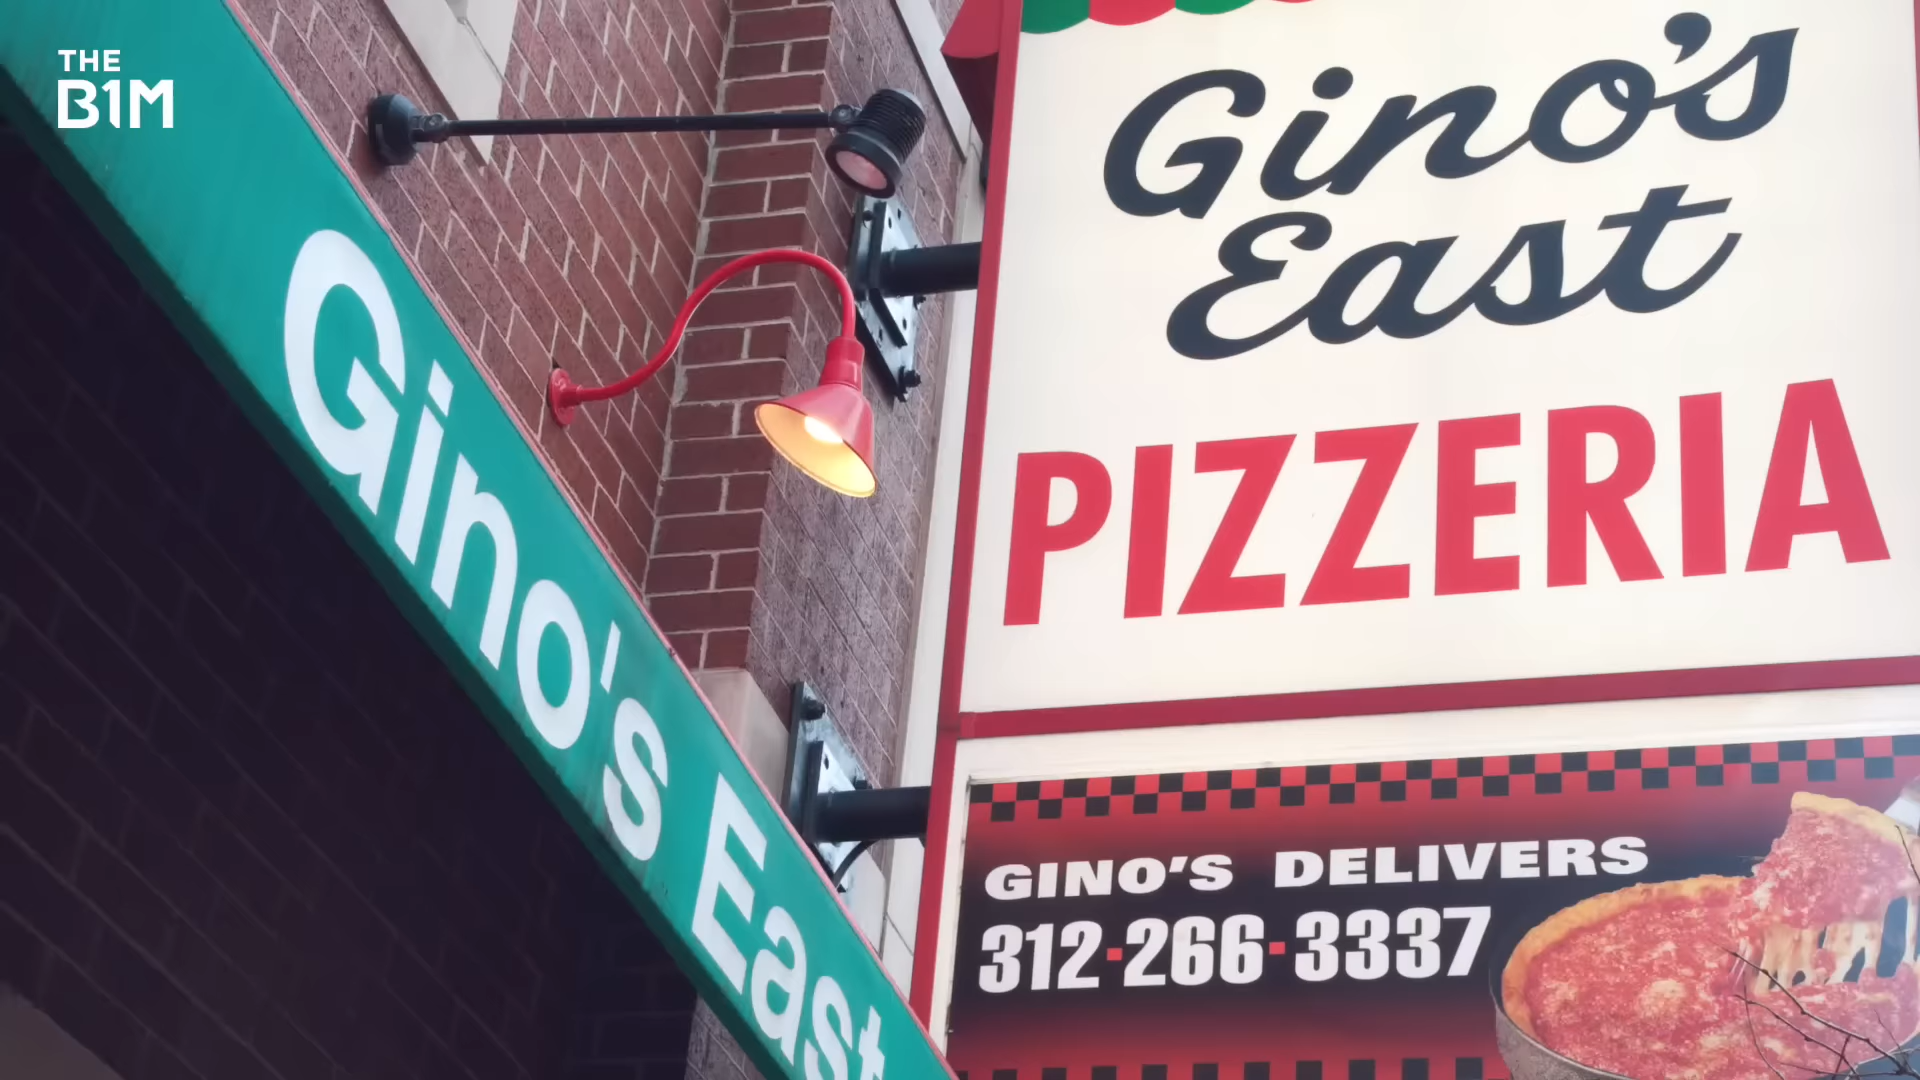 THE
B1M
Gino's East
Gino's
East
PIZZERIA
GINO'S DELIVERS
312-266-3337